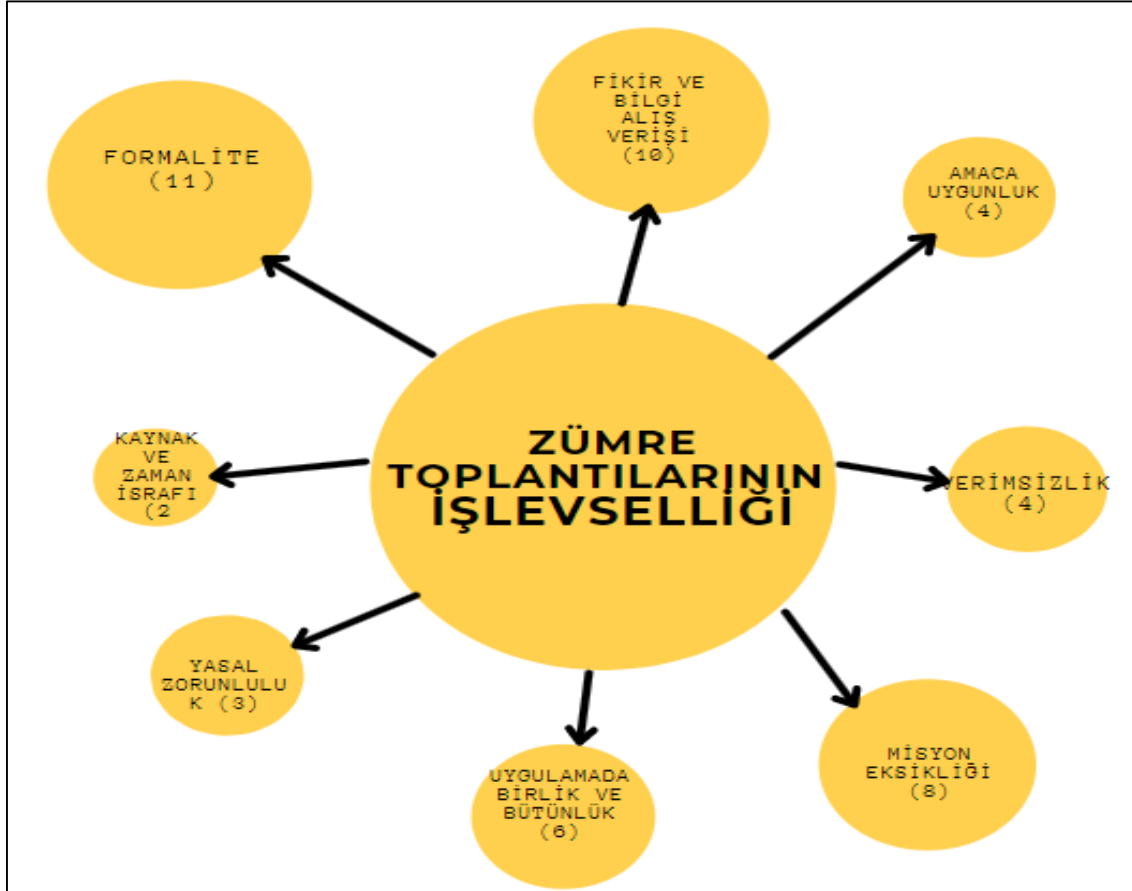 FORMALİTE
(11)
FİKİR VE
BİLGİ
ALIŞ
VERİŞİ
(10)
AMACA
UYGUNLUK
(4)
KAYNAK
VE
ZAMAN
İSRAFI
(2
ZÜMRE
TOPLANTILARININ
İŞLEVSELLİĞİ
VERİMSİZLİK
(4)
YASAL
ZORUNLULU
K (3)
UYGULAMADA
BİRLİK VE
BÜTÜNLÜK
(6)
MİSYON
EKSİKLİĞİ
(8)